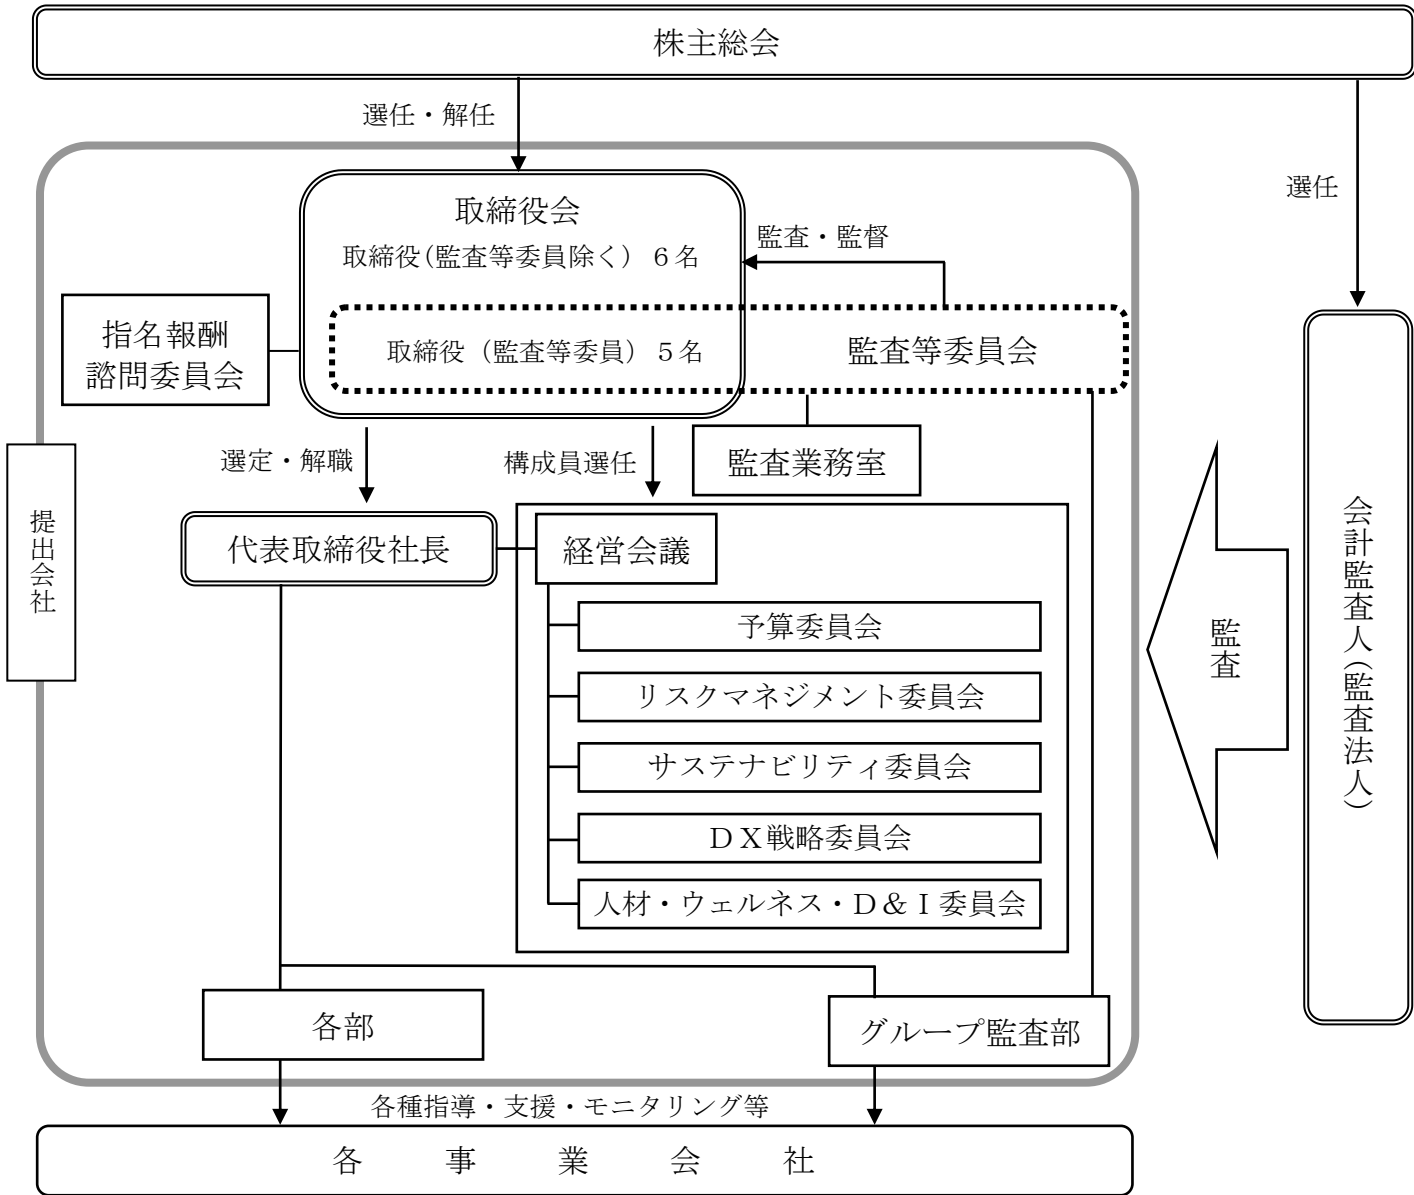 株主総会
選任・解任
選任
取締役会
監査・監督
取締役(監査等委員除く) 6名
指名報酬
諮問委員会
取締役(監査等委員)5名
監査等委員会
選定・解職
構成員選任
監査業務室
提出会社
代表取締役社長
経営会議
会計監査人(監査法人)
予算委員会
監査
リスクマネジメント委員会
サステナビリティ委員会
DX戦略委員会
人材・ウェルネス・D&I委員会
各部
グループ監査部
各種指導・支援・モニタリング等
各事業会社